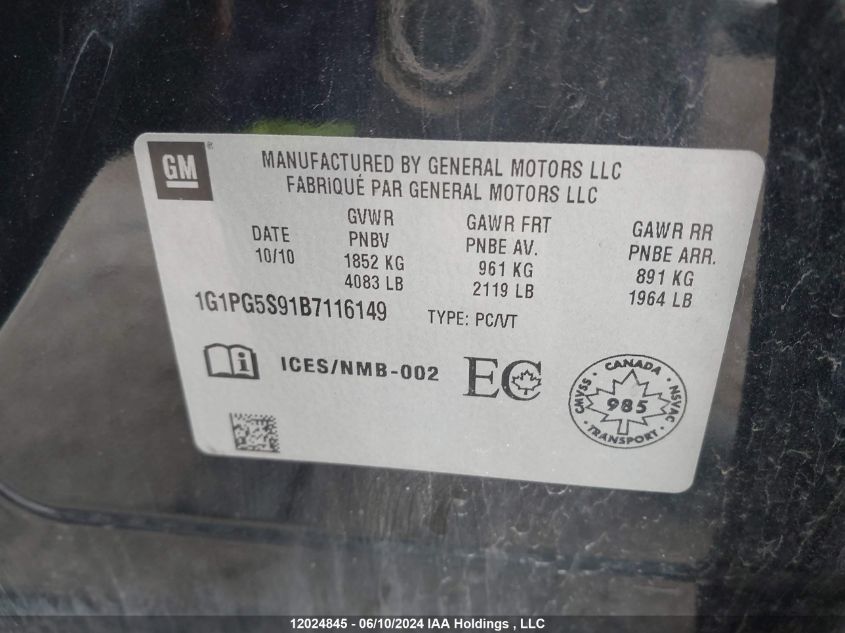 GM
MANUFACTURED BY GENERAL MOTORS LLC
FABRIQUÉ PAR GENERAL MOTORS LLC
DATE
10/10
GVWR
PNBV
1852 KG
4083 LB
GAWR FRT
PNBE AV.
961 KG
2119 LB
GAWR RR
PNBE ARR.
891 KG
1964 LB
1G1PG5S91B7116149 TYPE: PC/VT
ICES/NMB-002 EC
CANADA
CMVSS 985 NSVAC
TRANSPORT
12024845 - 06/10/2024 IAA Holdings , LLC